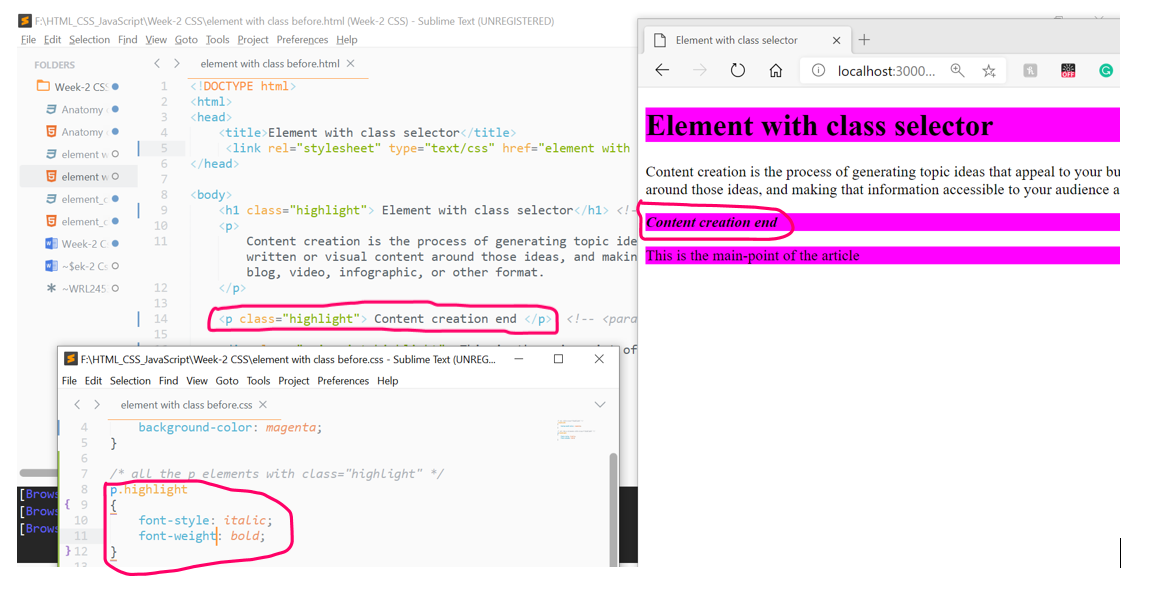 F:\HTML_CSS_JavaScript\Week-2 CSS\element with class before.html (Week-2 CSS) - Sublime Text (UNREGISTERED)
File Edit Selection Find View Goto Tools Project Preferences Help
FOLDERS
Week-2 CSS
Anatomy
Anatomy
element w
element w
element_c
element_c
Week-2 C
~$ek-2 Cs
~WRL245
element with class before.html
1 <!DOCTYPE html>
2 <html>
3 <head>
4 <title>Element with class selector</title>
5 <link rel="stylesheet" type="text/css" href="element with
6 </head>
7
8 <body>
9 <h1 class="highlight"> Element with class selector</h1> <!-
10 <p>
11 Content creation is the process of generating topic ide
written or visual content around those ideas, and makin
blog, video, infographic, or other format.
12 </p>
13
14 <p class="highlight"> Content creation end </p> <!-- <para
15
F:\HTML_CSS_JavaScript\Week-2 CSS\element with class before.css - Sublime Text (UNREG...
File Edit Selection Find View Goto Tools Project Preferences Help
element with class before.css
4 background-color: magenta;
5 }
6
7 /* all the p elements with class="highlight" */
8 p.highlight
9 {
10 font-style: italic;
11 font-weight: bold;
12 }
13
[Brows
[Brows
[Brows
Element with class selector
localhost:3000...
OFF
Element with class selector
Content creation is the process of generating topic ideas that appeal to your bu
around those ideas, and making that information accessible to your audience a
Content creation end
This is the main-point of the article